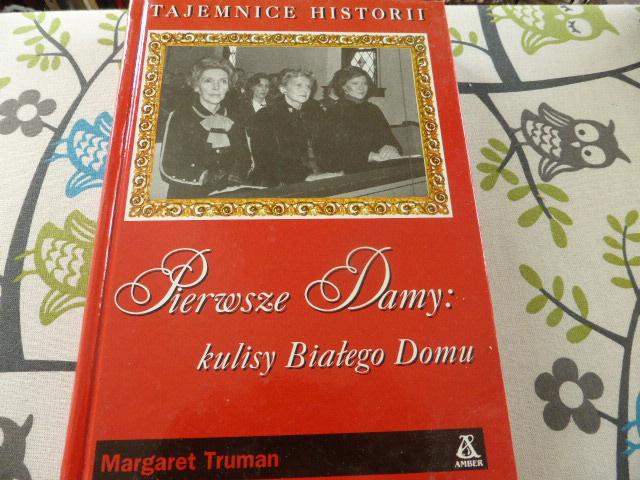 TAJEMNICE HISTORII
Pierwsze Damy:
kulisy Białego Domu
Margaret Truman
AMBER